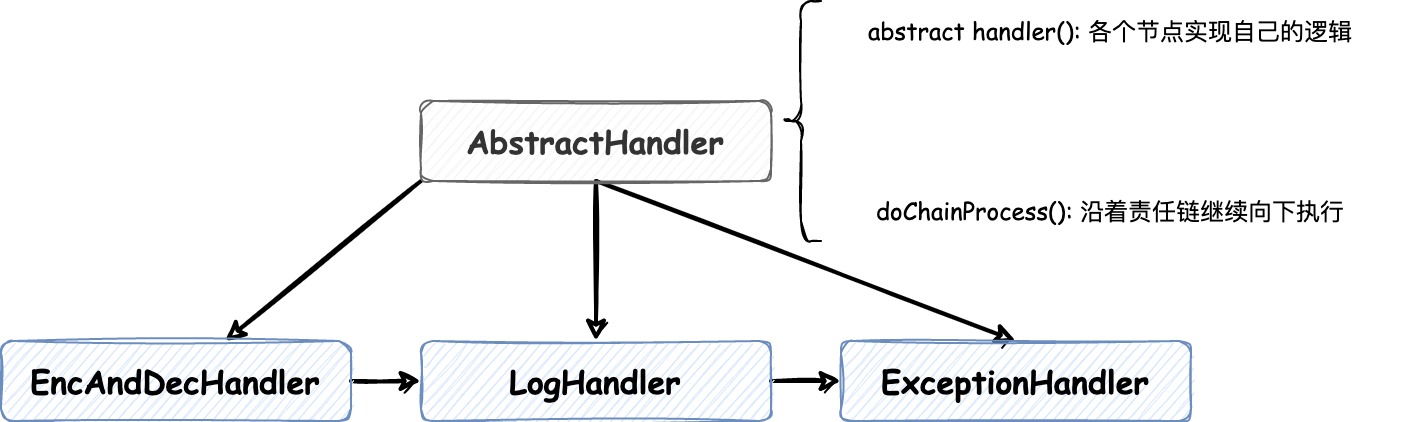 abstract handler(): 各个节点实现自己的逻辑
AbstractHandler
doChainProcess(): 沿着责任链继续向下执行
EncAndDecHandler
LogHandler
ExceptionHandler